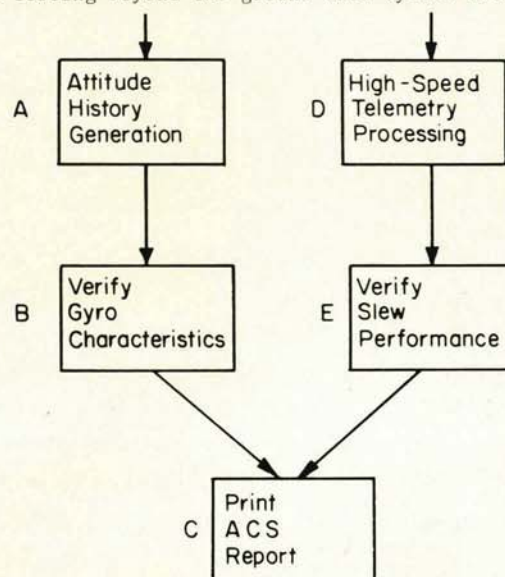 A
Attitude
History
Generation
D
High-Speed
Telemetry
Processing
B
Verify
Gyro
Characteristics
E
Verify
Slew
Performance
C
Print
ACS
Report